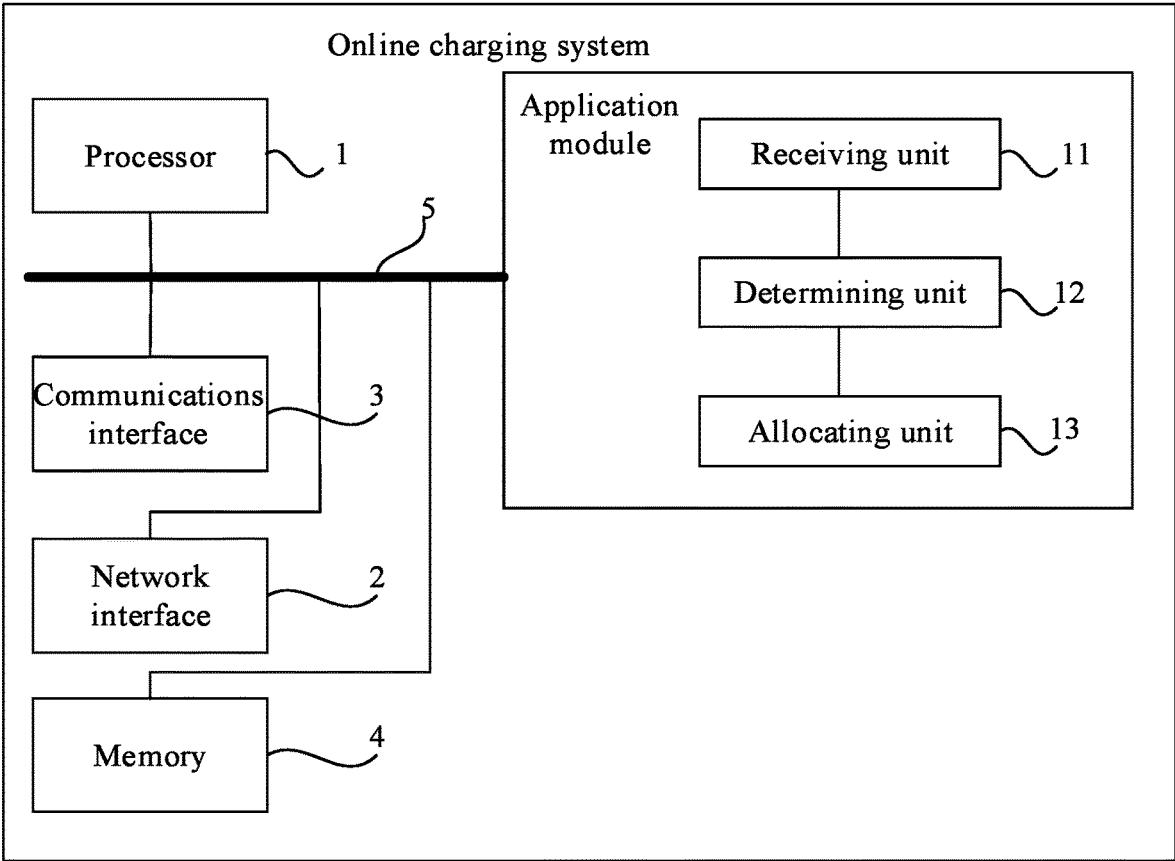 Online charging system
Processor
1
5
Communications
interface
3
Network
interface
2
Memory
4
Application
module
Receiving unit
11
Determining unit
12
Allocating unit
13